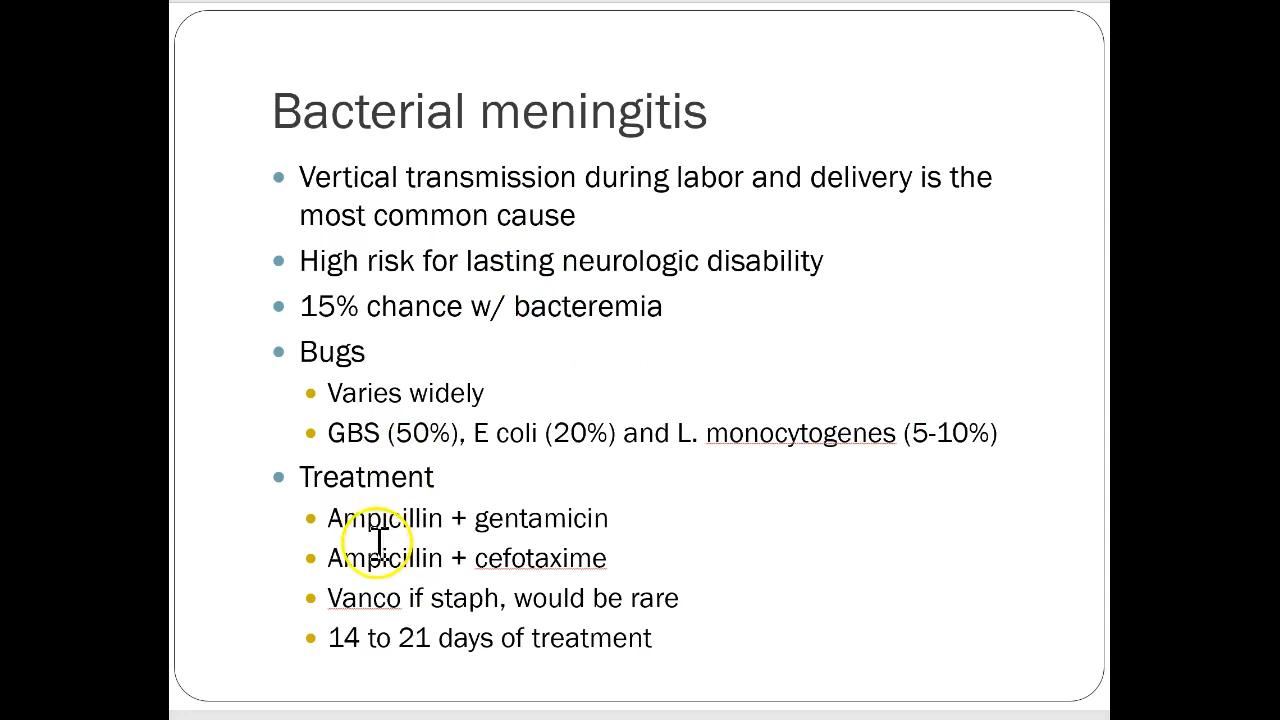 Bacterial meningitis
Vertical transmission during labor and delivery is the
most common cause
High risk for lasting neurologic disability
15% chance w/ bacteremia
Bugs
Varies widely
GBS (50%), E coli (20%) and L. monocytogenes (5-10%)
Treatment
Ampicillin + gentamicin
Ampicillin + cefotaxime
Vanco if staph, would be rare
14 to 21 days of treatment